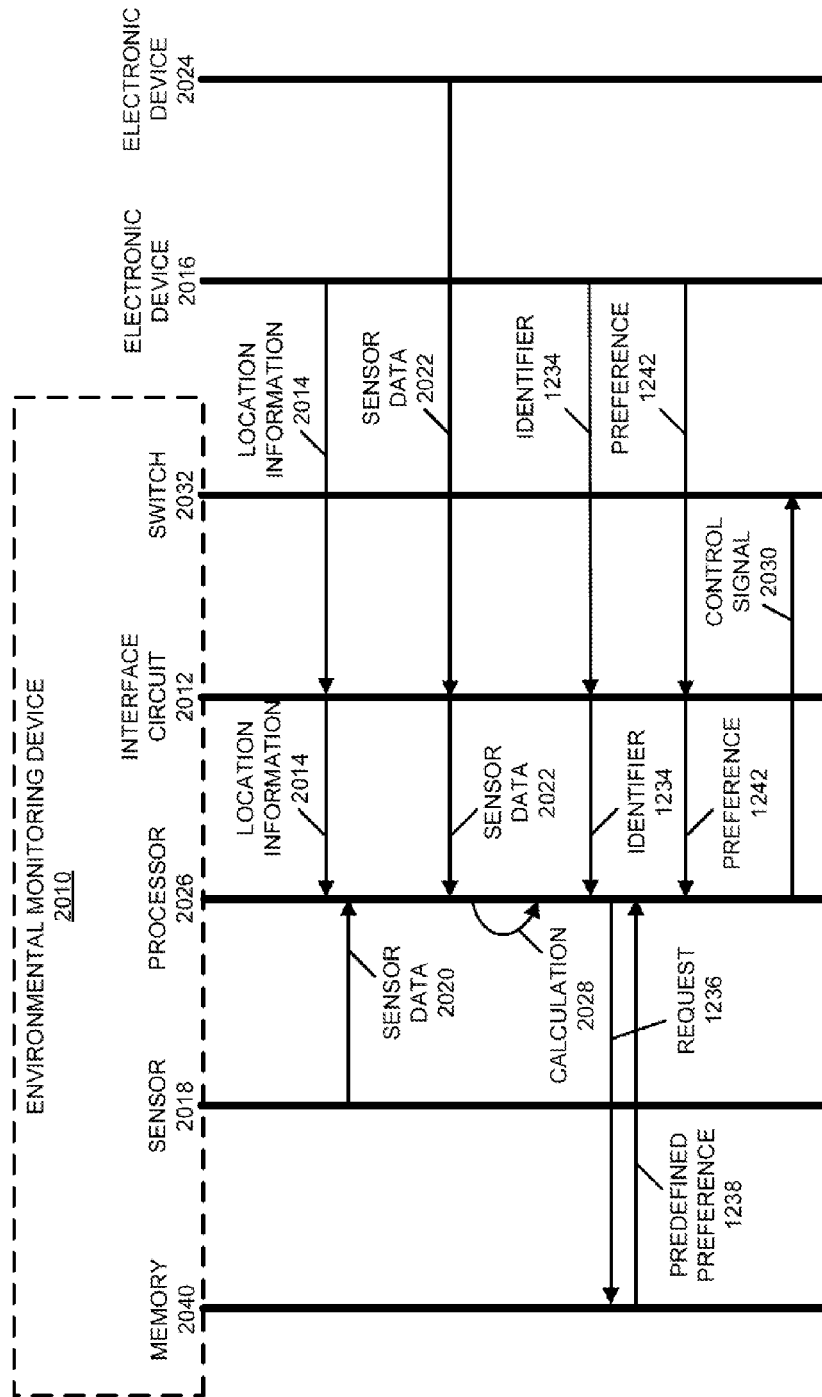 ENVIRONMENTAL MONITORING DEVICE
2010
MEMORY
2040
SENSOR
2018
PROCESSOR
2026
INTERFACE
CIRCUIT
2012
SWITCH
2032
ELECTRONIC
DEVICE
2016
ELECTRONIC
DEVICE
2024
LOCATION
INFORMATION
2014
LOCATION
INFORMATION
2014
SENSOR
DATA
2020
SENSOR
DATA
2022
SENSOR
DATA
2022
CALCULATION
2028
IDENTIFIER
1234
IDENTIFIER
1234
REQUEST
1236
PREDEFINED
PREFERENCE
1238
PREFERENCE
1242
PREFERENCE
1242
CONTROL
SIGNAL
2030